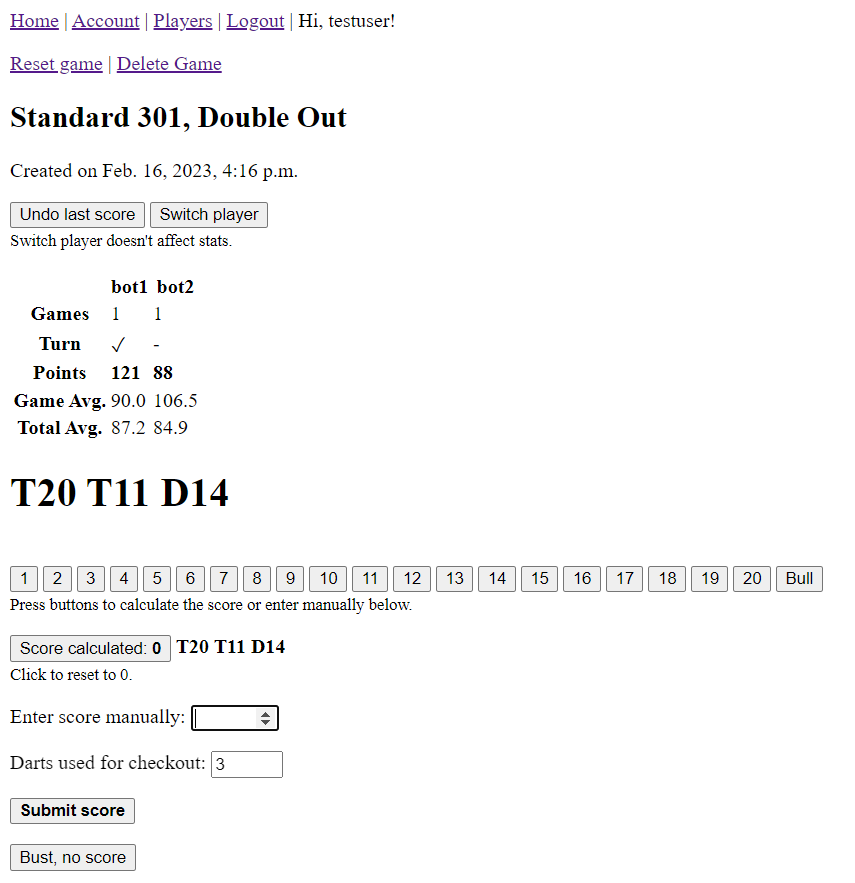 Home | Account | Players | Logout | Hi, testuser!
Reset game | Delete Game
Standard 301, Double Out
Created on Feb. 16, 2023, 4:16 p.m.
Undo last score Switch player
Switch player doesn't affect stats.
bot1 bot2
Games 1 1
Turn ✓ -
Points 121 88
Game Avg. 90.0 106.5
Total Avg. 87.2 84.9
T20 T11 D14
1 2 3 4 5 6 7 8 9 10 11 12 13 14 15 16 17 18 19 20 Bull
Press buttons to calculate the score or enter manually below.
Score calculated: 0 T20 T11 D14
Click to reset to 0.
Enter score manually:
Darts used for checkout: 3
Submit score
Bust, no score